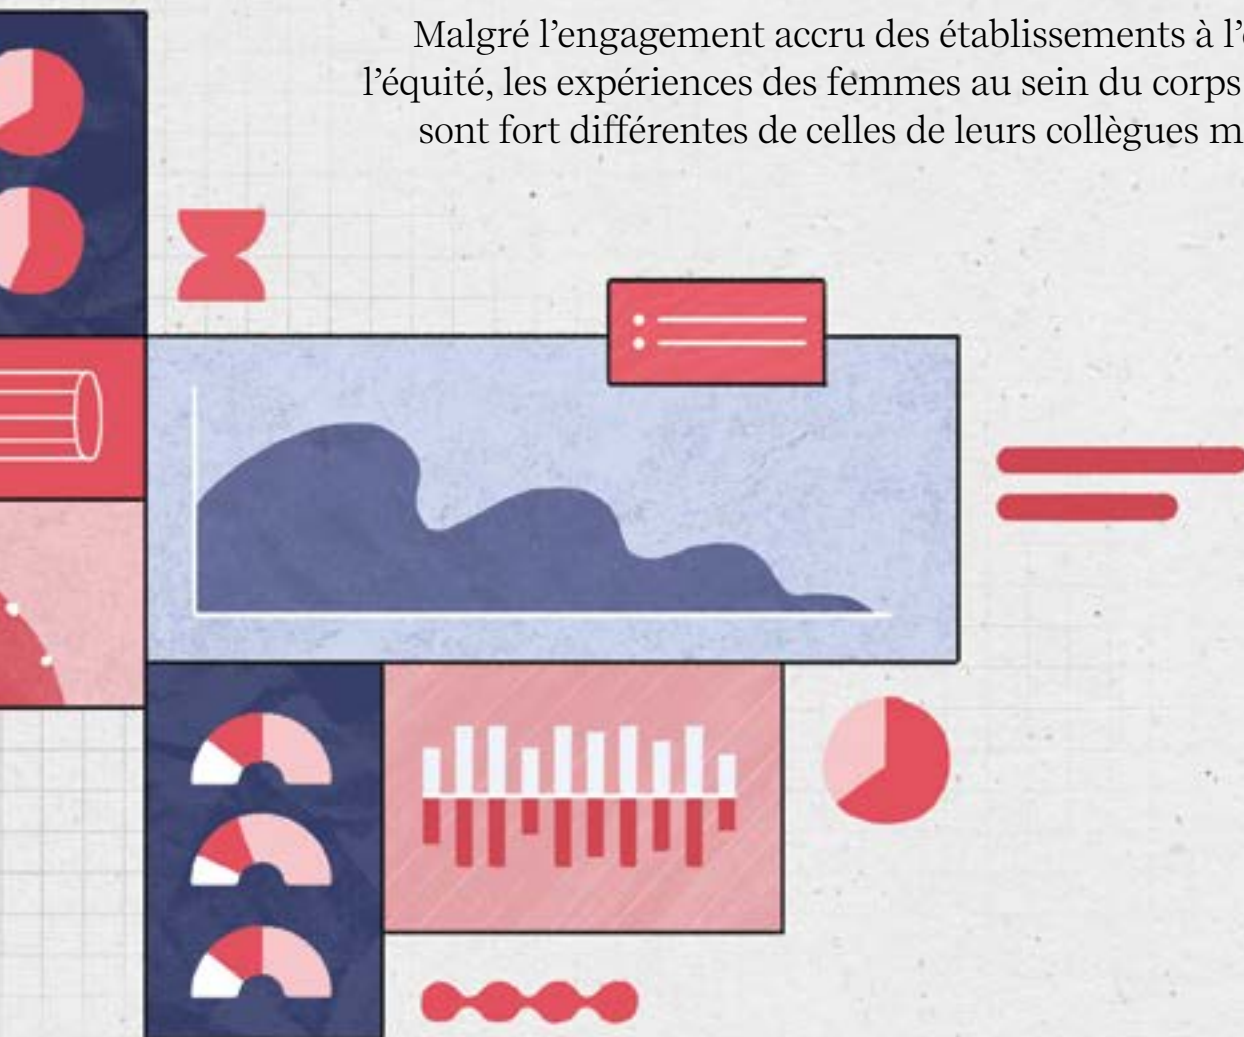 Malgré l’engagement accru des établissements à l’
l’équité, les expériences des femmes au sein du corps
sont fort différentes de celles de leurs collègues